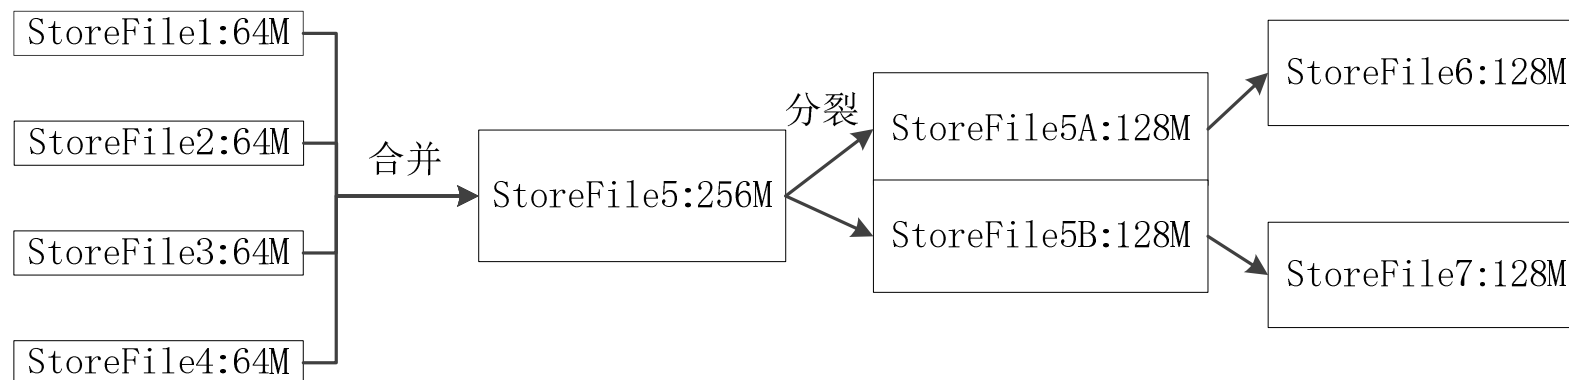 StoreFile1:64M
StoreFile2:64M
StoreFile3:64M
StoreFile4:64M
合并
StoreFile5:256M
分裂
StoreFile5A:128M
StoreFile5B:128M
StoreFile6:128M
StoreFile7:128M